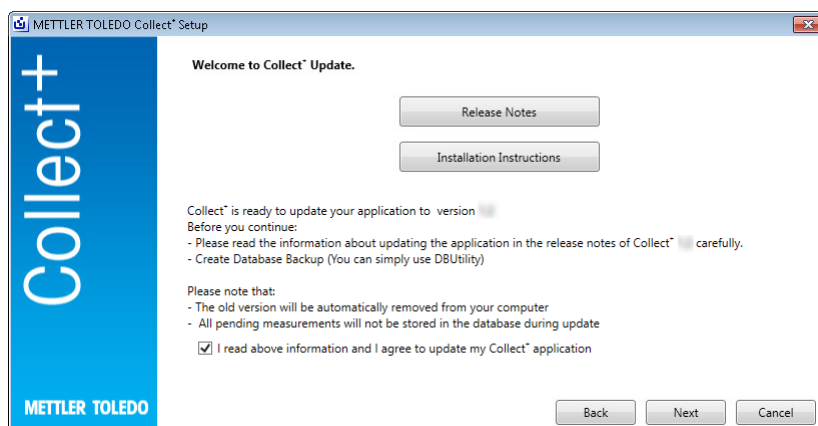 METTLER TOLEDO Collect+ Setup
Collect+
Welcome to Collect+ Update.
Release Notes
Installation Instructions
Collect+ is ready to update your application to version
Before you continue:
- Please read the information about updating the application in the release notes of Collect+ carefully.
- Create Database Backup (You can simply use DBUtility)
Please note that:
- The old version will be automatically removed from your computer
- All pending measurements will not be stored in the database during update
I read above information and I agree to update my Collect+ application
METTLER TOLEDO
Back Next Cancel